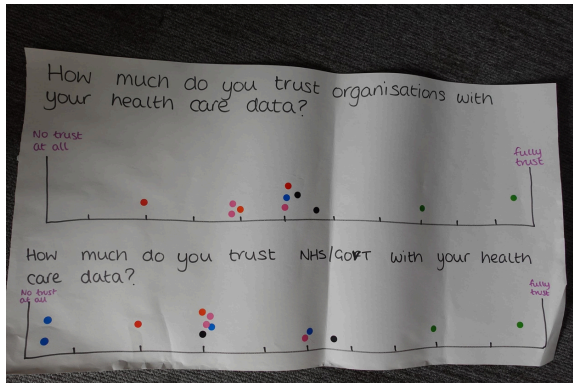 How much do you trust organisations with
your health care data?
No trust
at all
fully
trust
How much do you trust NHS/GOVT with your health
care data?
No trust
at all
fully
trust